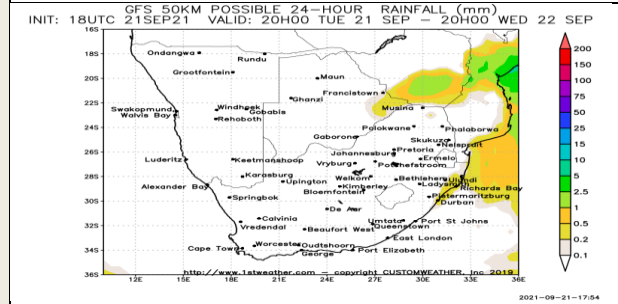 GFS 50KM POSSIBLE 24-HOUR RAINFALL (mm)
INIT: 18UTC 21SEP21 VALID: 20H00 TUE 21 SEP - 20H00 WED 22 SEP
16S
Ondangwa
Rundu
18S
Grootfontein
Maun
20S
Francistown
Ghanzi
22S
Windhoek
Gobabis
Musina
Swakopmund
Walvis Bay
Rehoboth
24S
Polokwane
Phalaborwa
Gaborone
Skukuza
Nelspruit
26S
Johannesburg
Pretoria
Luderitz
Keetmanshoop
Vryburg
Potchefstroom
Ermelo
28S
Karasburg
Upington
Welkom
Bethlehem
Ulundi
Alexander Bay
Kimberley
Ladysmith
Richards Bay
Bloemfontein
Springbok
Pietermaritzburg
30S
Durban
De Aar
Calvinia
Umtata
Port St Johns
32S
Vredendal
Beaufort West
Queenstown
East London
Worcester
Oudtshoorn
34S
Cape Town
George
Port Elizabeth
http://www.1stweather.com - copyright CUSTOMWEATHER, Inc 2019
36S
12E 15E 18E 21E 24E 27E 30E 33E 36E
200
150
100
75
50
25
15
10
5
2.5
1
0.5
0.2
0.1
2021-09-21-17:54